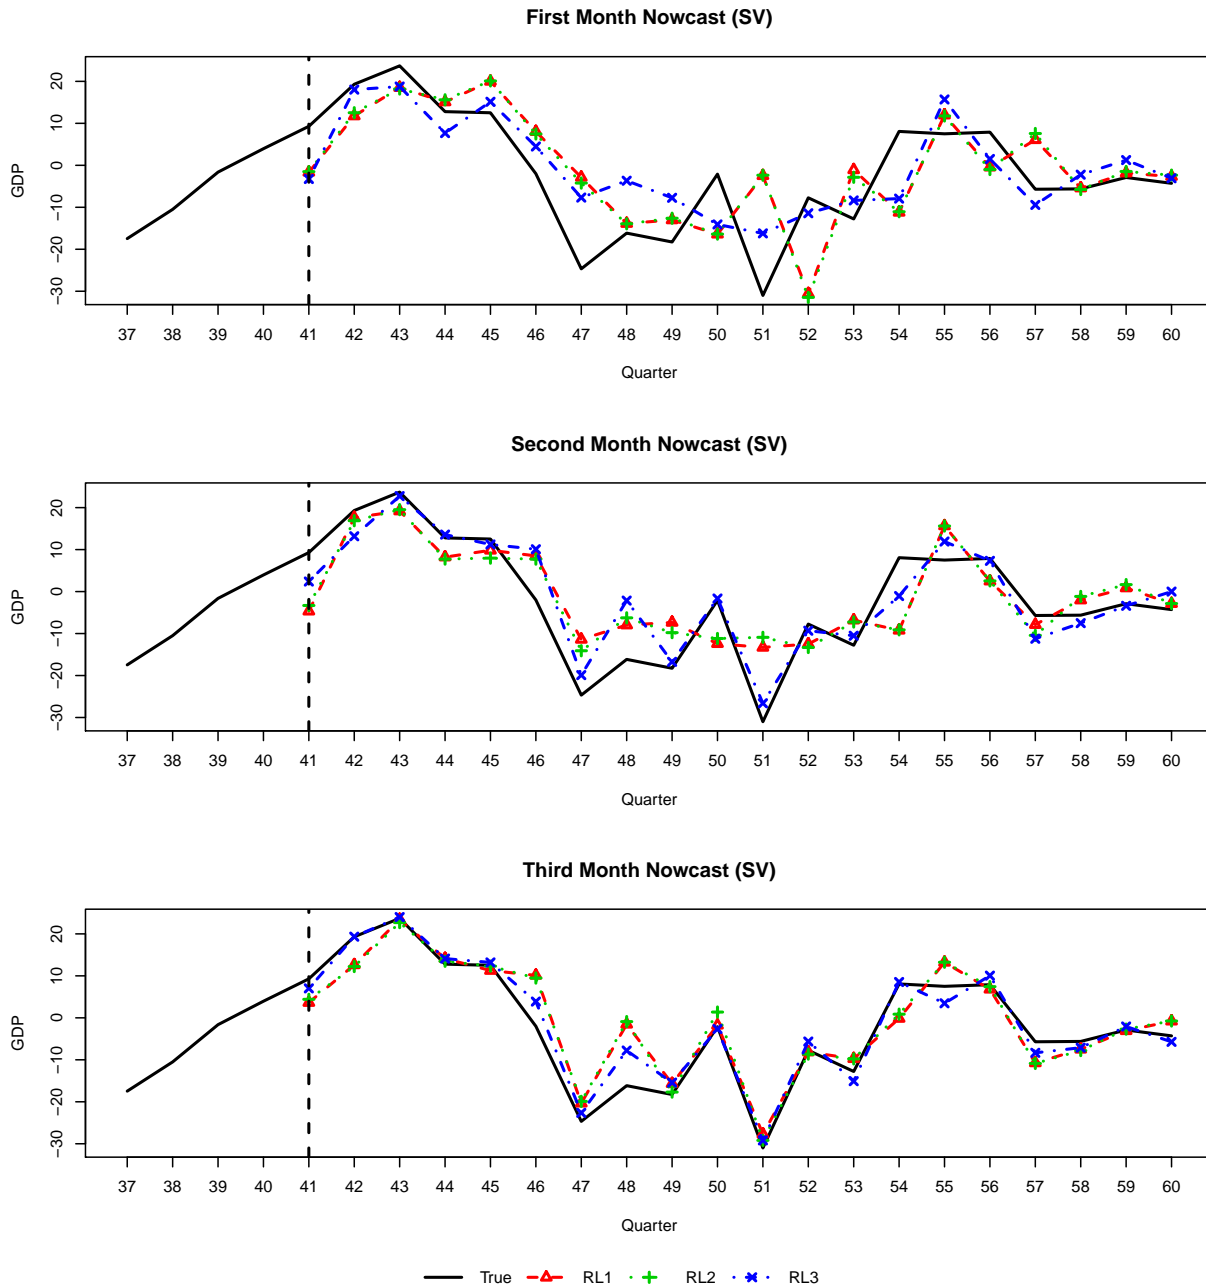 First Month Nowcast (SV)
GDP
20
10
0
−10
−20
−30
37 38 39 40 41 42 43 44 45 46 47 48 49 50 51 52 53 54 55 56 57 58 59 60
Quarter
Second Month Nowcast (SV)
GDP
20
10
0
−10
−20
−30
37 38 39 40 41 42 43 44 45 46 47 48 49 50 51 52 53 54 55 56 57 58 59 60
Quarter
Third Month Nowcast (SV)
GDP
20
10
0
−10
−20
−30
37 38 39 40 41 42 43 44 45 46 47 48 49 50 51 52 53 54 55 56 57 58 59 60
Quarter
True RL1 RL2 RL3